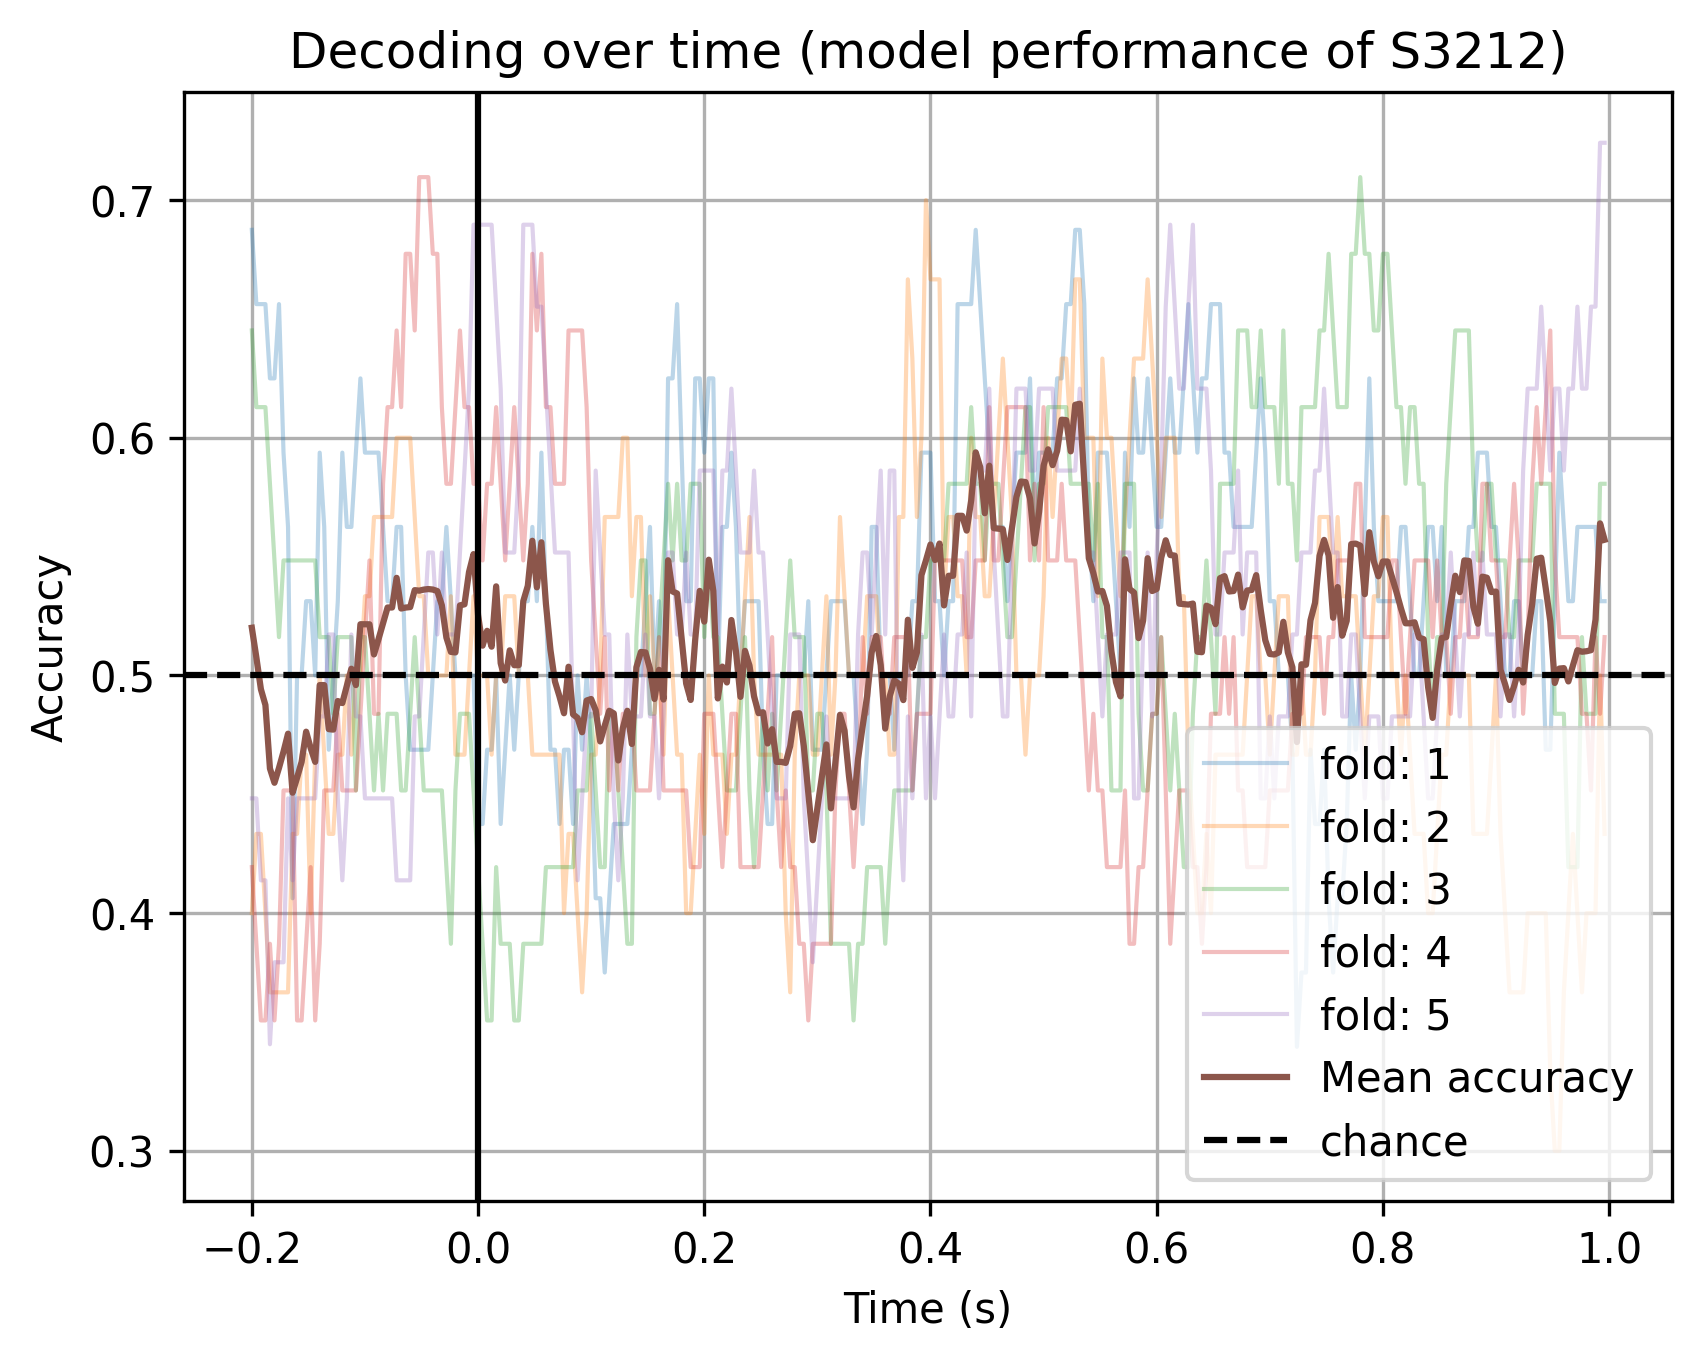 Decoding over time (model performance of S3212)
Accuracy
0.7
0.6
0.5
0.4
0.3
fold: 1
fold: 2
fold: 3
fold: 4
fold: 5
Mean accuracy
chance
−0.2 0.0 0.2 0.4 0.6 0.8 1.0
Time (s)